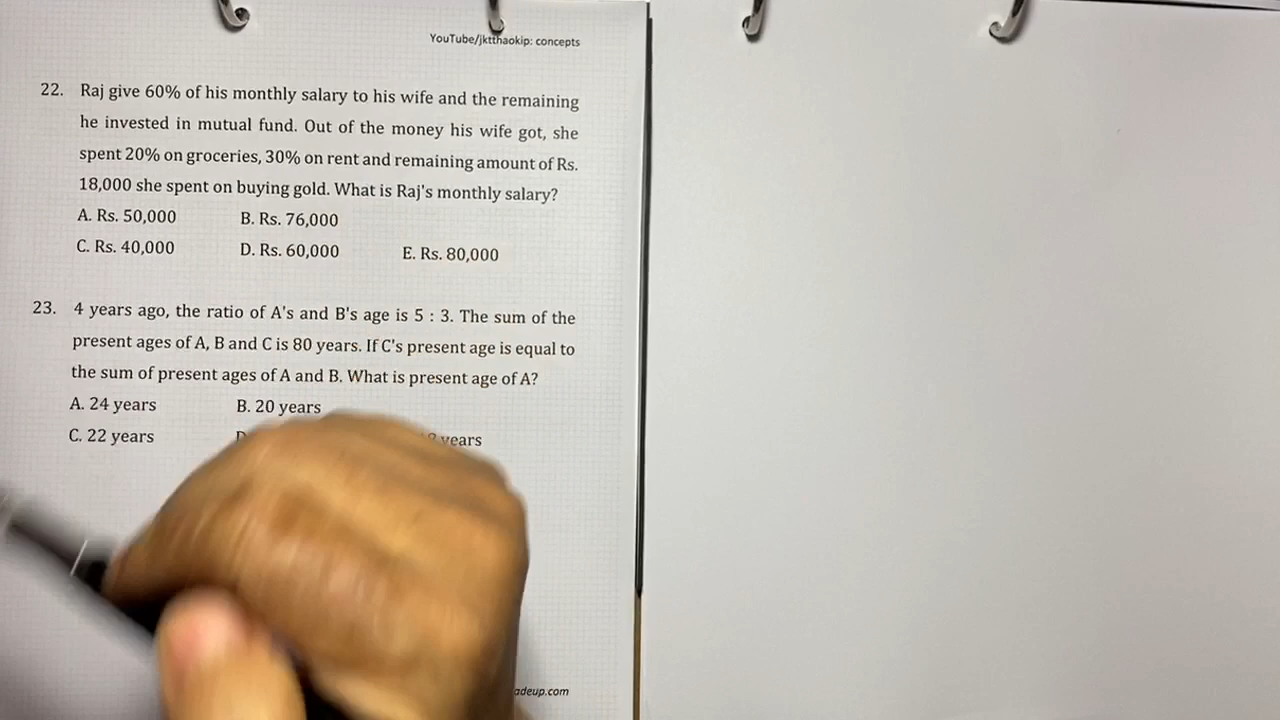 YouTube/jktthaokip: concepts
22. Raj give 60% of his monthly salary to his wife and the remaining
he invested in mutual fund. Out of the money his wife got, she
spent 20% on groceries, 30% on rent and remaining amount of Rs.
18,000 she spent on buying gold. What is Raj's monthly salary?
A. Rs. 50,000 B. Rs. 76,000
C. Rs. 40,000 D. Rs. 60,000 E. Rs. 80,000
23. 4 years ago, the ratio of A's and B's age is 5 : 3. The sum of the
present ages of A, B and C is 80 years. If C's present age is equal to
the sum of present ages of A and B. What is present age of A?
A. 24 years B. 20 years
C. 22 years years
adeup.com